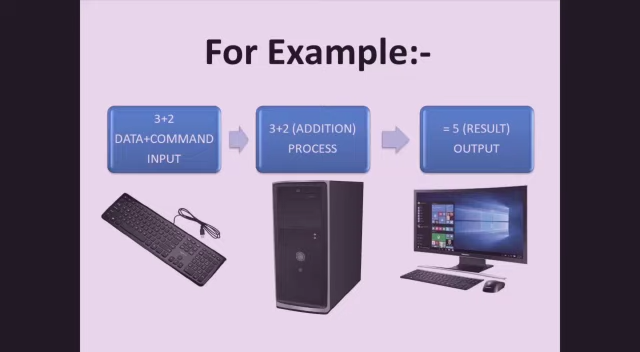 For Example:-
3+2
DATA+COMMAND
INPUT
3+2 (ADDITION)
PROCESS
= 5 (RESULT)
OUTPUT